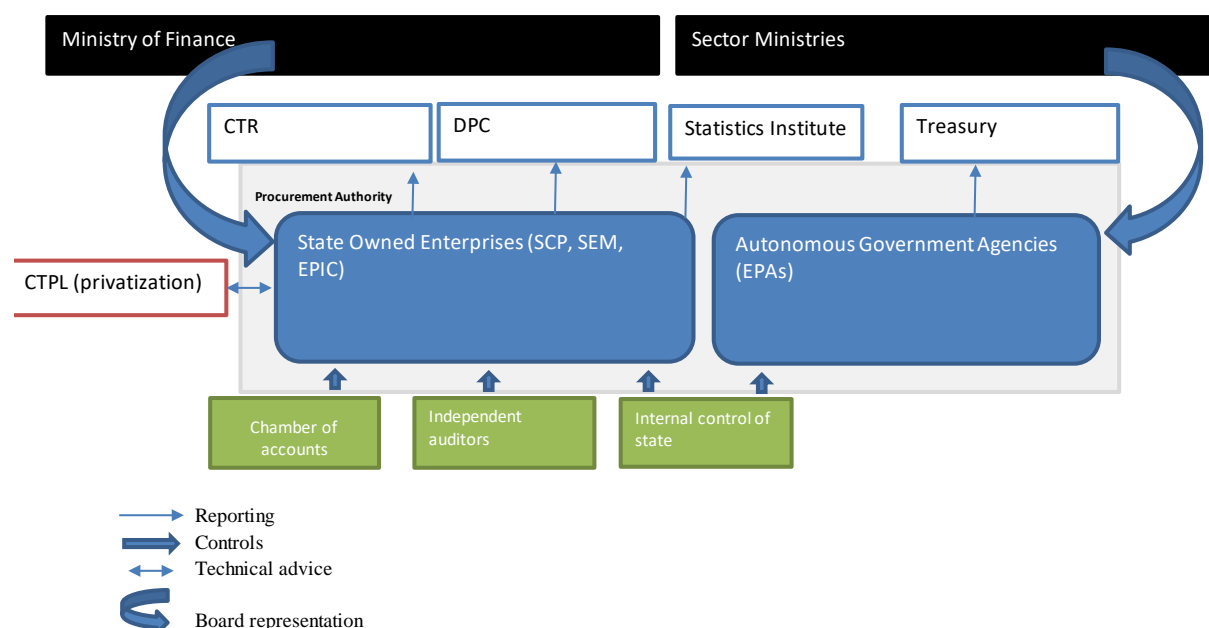 Ministry of Finance
Sector Ministries
CTR
DPC
Statistics Institute
Treasury
Procurement Authority
State Owned Enterprises (SCP, SEM,
EPIC)
Autonomous Government Agencies
(EPAs)
CTPL (privatization)
Chamber of
accounts
Independent
auditors
Internal control of
state
Reporting
Controls
Technical advice
Board representation